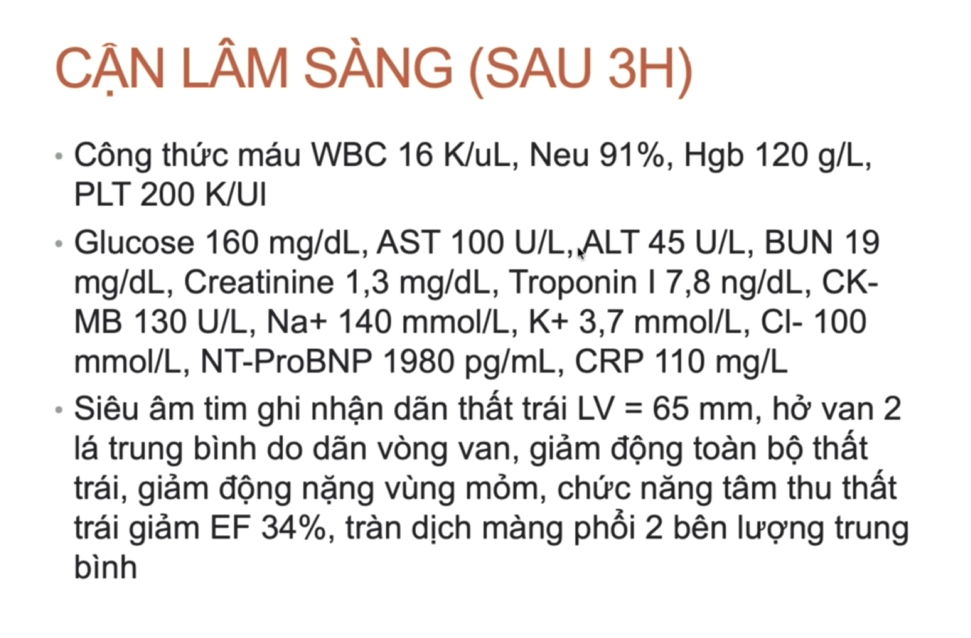 CẬN LÂM SÀNG (SAU 3H)
• Công thức máu WBC 16 K/uL, Neu 91%, Hgb 120 g/L,
PLT 200 K/Ul
• Glucose 160 mg/dL, AST 100 U/L, ALT 45 U/L, BUN 19
mg/dL, Creatinine 1,3 mg/dL, Troponin I 7,8 ng/dL, CK-
MB 130 U/L, Na+ 140 mmol/L, K+ 3,7 mmol/L, Cl- 100
mmol/L, NT-ProBNP 1980 pg/mL, CRP 110 mg/L
• Siêu âm tim ghi nhận dãn thất trái LV = 65 mm, hở van 2
lá trung bình do dãn vòng van, giảm động toàn bộ thất
trái, giảm động nặng vùng mỏm, chức năng tâm thu thất
trái giảm EF 34%, tràn dịch màng phổi 2 bên lượng trung
bình